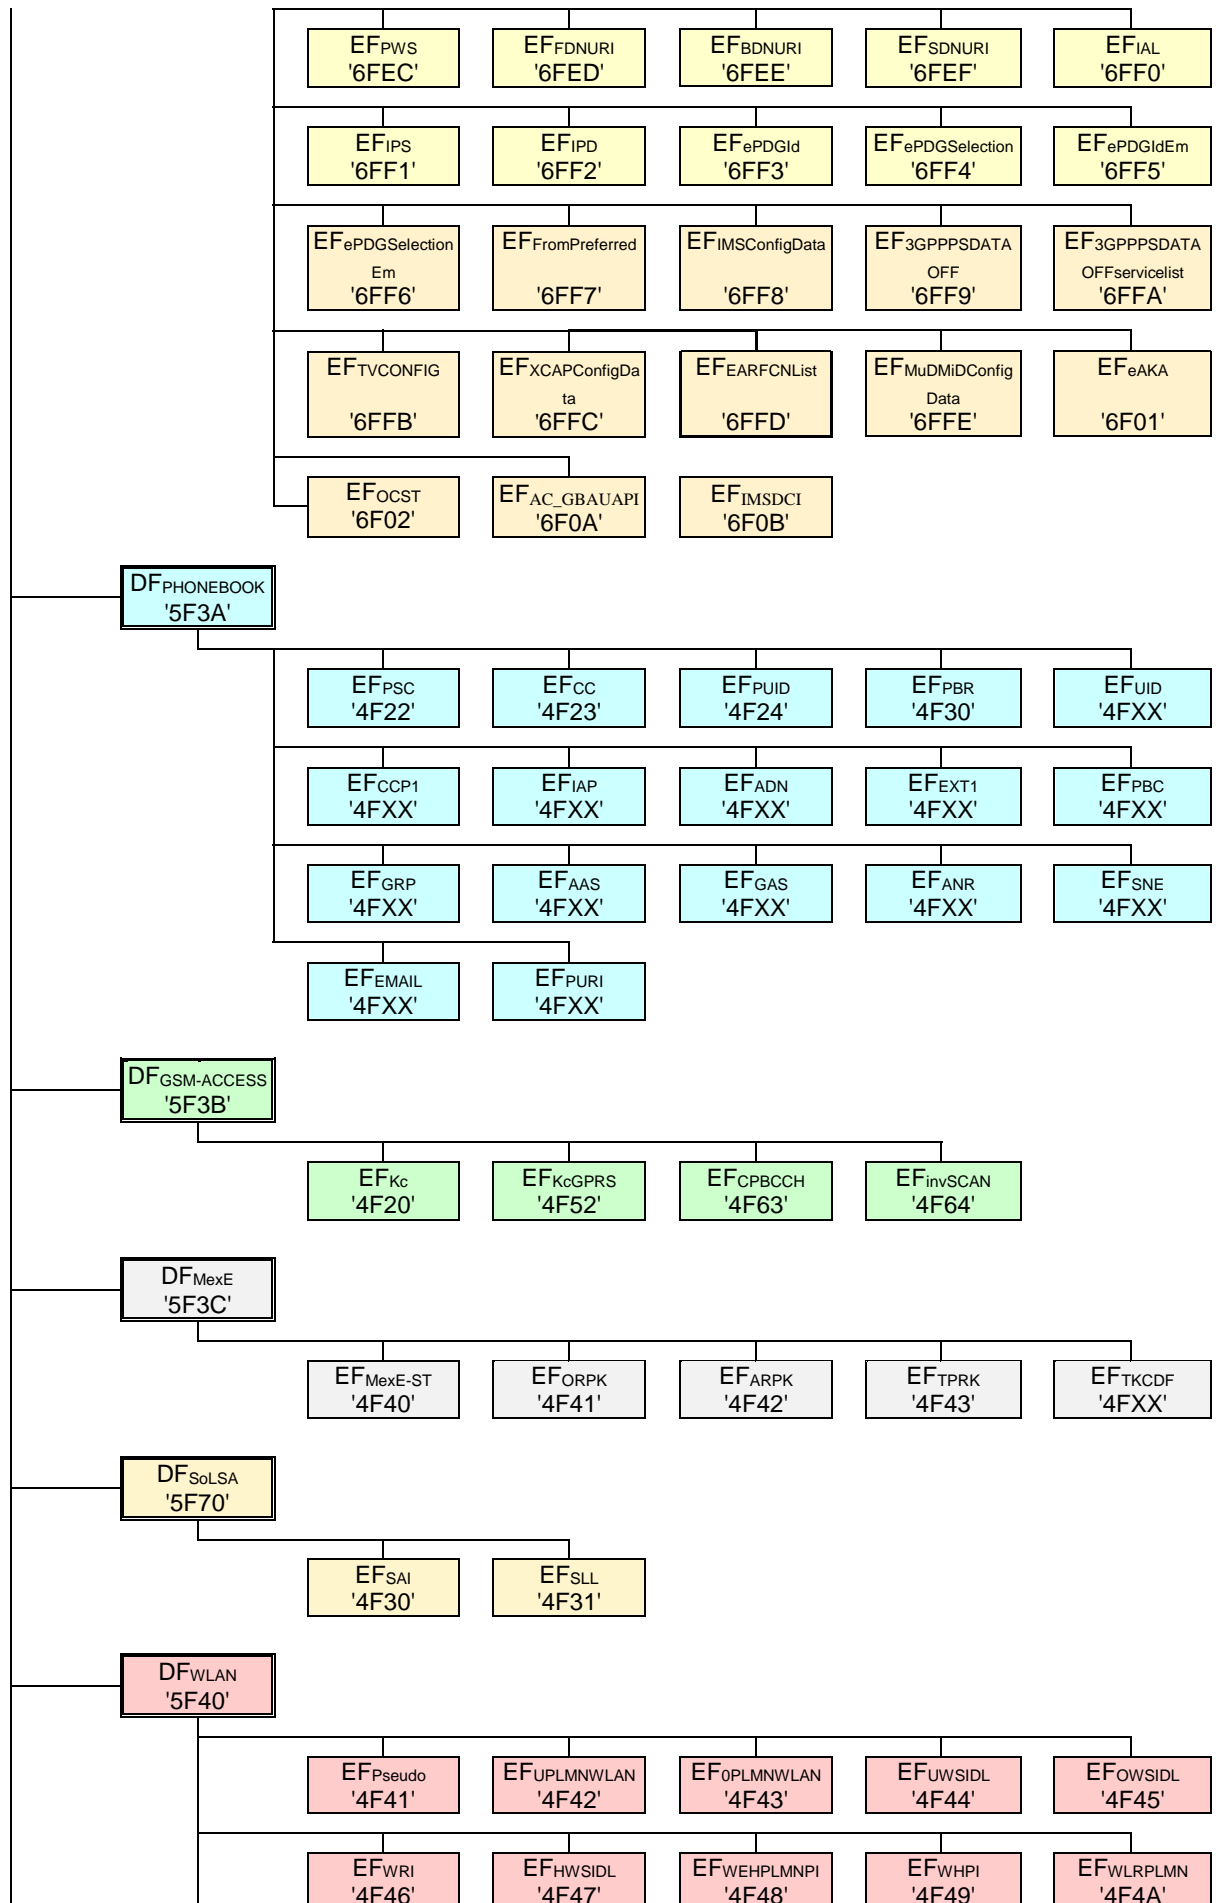 EFPWS EFFDNURI EFBDNURI EFSDNURI EFIAL
'6FEC' '6FED' '6FEE' '6FEF' '6FF0'
EFIPS EFIPD EFePDGId EFePDGSelection EFePDGIdEm
'6FF1' '6FF2' '6FF3' '6FF4' '6FF5'
EFePDGSelection EFFromPreferred EFIMSConfigData EF3GPPPSDATA EF3GPPPSDATA
Em OFF OFFservicelist
'6FF6' '6FF7' '6FF8' '6FF9' '6FFA'
EFTVCONFIG EFXCAPConfigDa EFEARFCNList EFMuDMiDConfig EFeAKA
ta Data
'6FFB' '6FFC' '6FFD' '6FFE' '6F01'
EFOCST EFAC_GBAUAPI EFIMSDCI
'6F02' '6F0A' '6F0B'
DFPHONEBOOK
'5F3A'
EFPSC EFCC EFPUID EFPBR EFUID
'4F22' '4F23' '4F24' '4F30' '4FXX'
EFCCP1 EFIAP EFADN EFEXT1 EFPBC
'4FXX' '4FXX' '4FXX' '4FXX' '4FXX'
EFGRP EFAAS EFGAS EFANR EFSNE
'4FXX' '4FXX' '4FXX' '4FXX' '4FXX'
EFEMAIL EFPURI
'4FXX' '4FXX'
DFGSM-ACCESS
'5F3B'
EFKc EFKcGPRS EFCPBCCH EFinvSCAN
'4F20' '4F52' '4F63' '4F64'
DFMexE
'5F3C'
EFMexE-ST EFORPK EFARPK EFTPRK EFTKCDF
'4F40' '4F41' '4F42' '4F43' '4FXX'
DFSoLSA
'5F70'
EFSAI EFSLL
'4F30' '4F31'
DFWLAN
'5F40'
EFPseudo EFUPLMNWLAN EF0PLMNWLAN EFUWSIDL EFOWSIDL
'4F41' '4F42' '4F43' '4F44' '4F45'
EFWRI EFHWSIDL EFWEHPLMNPI EFWHPI EFWLRPLMN
'4F46' '4F47' '4F48' '4F49' '4F4A'